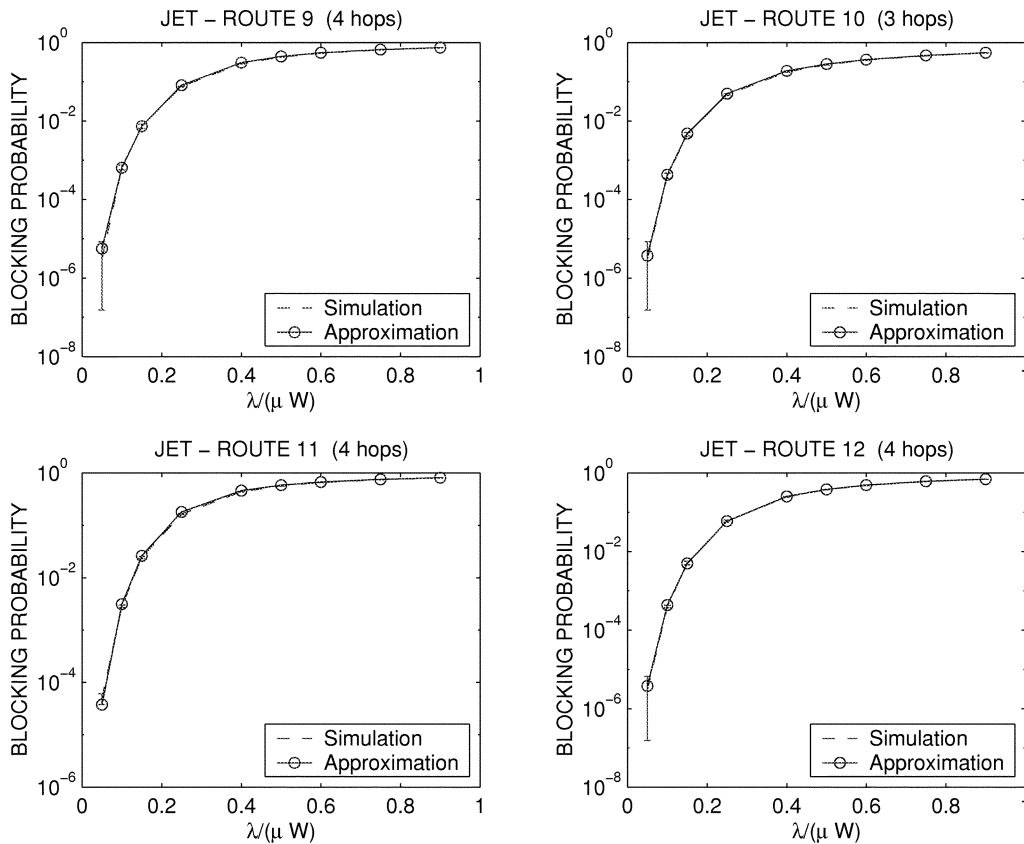 JET – ROUTE 9 (4 hops)
BLOCKING PROBABILITY
10^0
10^-2
10^-4
10^-6
10^-8
Simulation
Approximation
0 0.2 0.4 0.6 0.8 1
λ/(μ W)
JET – ROUTE 10 (3 hops)
BLOCKING PROBABILITY
10^0
10^-2
10^-4
10^-6
10^-8
Simulation
Approximation
0 0.2 0.4 0.6 0.8 1
λ/(μ W)
JET – ROUTE 11 (4 hops)
BLOCKING PROBABILITY
10^0
10^-2
10^-4
10^-6
Simulation
Approximation
0 0.2 0.4 0.6 0.8 1
λ/(μ W)
JET – ROUTE 12 (4 hops)
BLOCKING PROBABILITY
10^0
10^-2
10^-4
10^-6
10^-8
Simulation
Approximation
0 0.2 0.4 0.6 0.8 1
λ/(μ W)